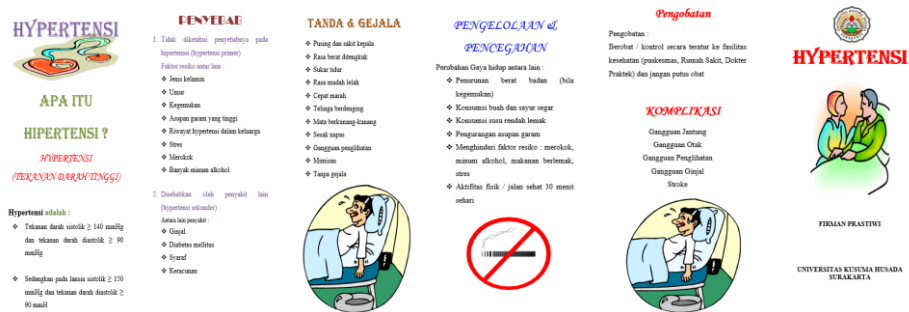 HYPERTENSI
APA ITU
HIPERTENSI ?
HYPERTENSI
(TEKANAN DARAH TINGGI)
Hypertensi adalah :
❖ Tekanan darah sistolik ≥ 140 mmHg
dan tekanan darah diastolik ≥ 90
mmHg
❖ Sedangkan pada lansia sistolik ≥ 150
mmHg dan tekanan darah diastolik ≥
90 mmH
PENYEBAB
1. Tidak diketahui penyebabnya pada
hipertensi (hypertensi primer)
Faktor resiko antar lain :
❖ Jenis kelamin
❖ Umur
❖ Kegemukan
❖ Asupan garam yang tinggi
❖ Riwayat hypertensi dalam keluarga
❖ Stres
❖ Merokok
❖ Banyak minum alkohol
2. Disebabkan oleh penyakit lain
(hypertensi sekunder)
Antara lain penyakit :
❖ Ginjal
❖ Diabetes mellitus
❖ Syaraf
❖ Keracunan
TANDA & GEJALA
❖ Pusing dan sakit kepala
❖ Rasa berat ditengkuk
❖ Sukar tidur
❖ Rasa mudah lelah
❖ Cepat marah
❖ Telinga berdenging
❖ Mata berkunang-kunang
❖ Sesak napas
❖ Gangguan penglihatan
❖ Mimisan
❖ Tanpa gejala
PENGELOLAAN &
PENCEGAHAN
Perubahan Gaya hidup antara lain :
❖ Penurunan berat badan (bila
kegemukan)
❖ Konsumsi buah dan sayur segar
❖ Konsumsi susu rendah lemak
❖ Pengurangan asupan garam
❖ Menghindari faktor resiko : merokok,
minum alkohol, makanan berlemak,
stres
❖ Aktifitas fisik / jalan sehat 30 menit
sehari
Pengobatan
Pengobatan :
Berobat / kontrol secara teratur ke fasilitas
kesehatan (puskesmas, Rumah Sakit, Dokter
Praktek) dan jangan putus obat
KOMPLIKASI
Gangguan Jantung
Gangguan Otak
Gangguan Penglihatan
Gangguan Ginjal
Stroke
HYPERTENSI
FIRMAN PRASTIWI
UNIVERSITAS KUSUMA HUSADA
SURAKARTA